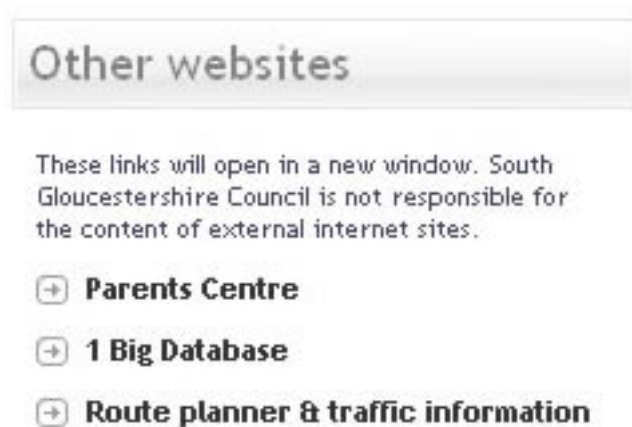 Other websites
These links will open in a new window. South
Gloucestershire Council is not responsible for
the content of external internet sites.
Parents Centre
1 Big Database
Route planner & traffic information